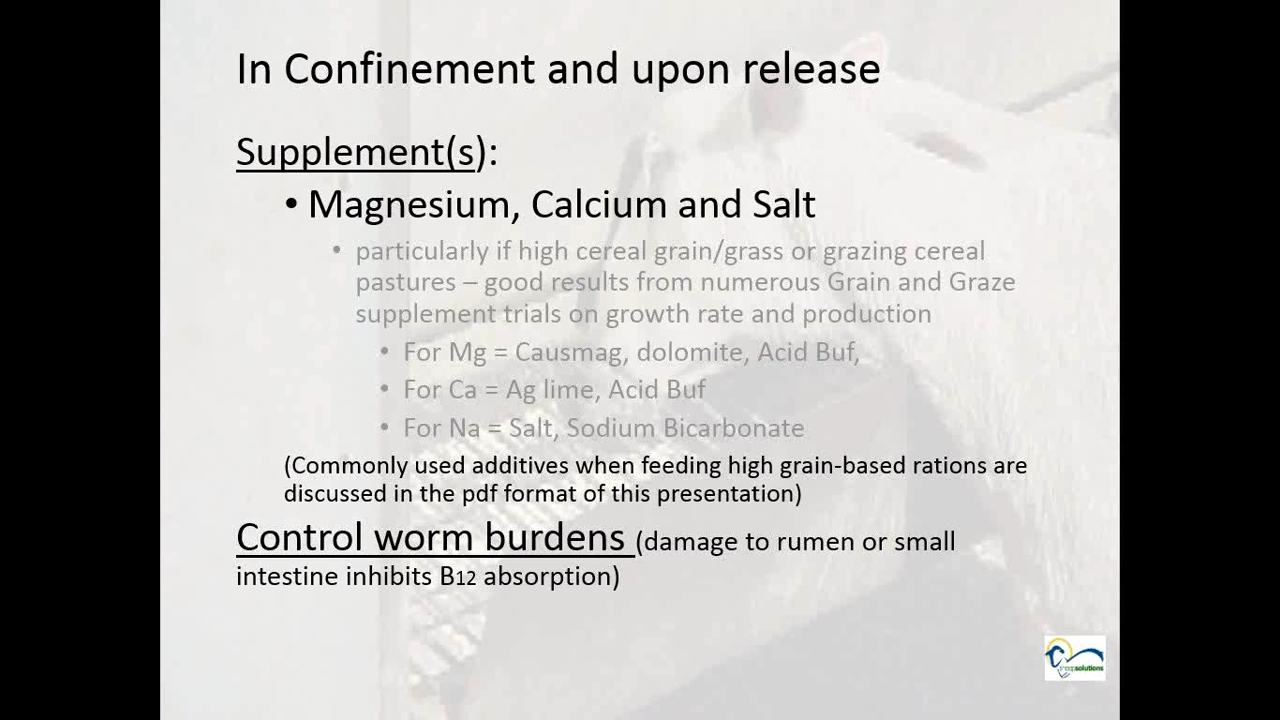 In Confinement and upon release
Supplement(s):
• Magnesium, Calcium and Salt
• particularly if high cereal grain/grass or grazing cereal
pastures – good results from numerous Grain and Graze
supplement trials on growth rate and production
• For Mg = Causmag, dolomite, Acid Buf,
• For Ca = Ag lime, Acid Buf
• For Na = Salt, Sodium Bicarbonate
(Commonly used additives when feeding high grain-based rations are
discussed in the pdf format of this presentation)
Control worm burdens (damage to rumen or small
intestine inhibits B12 absorption)